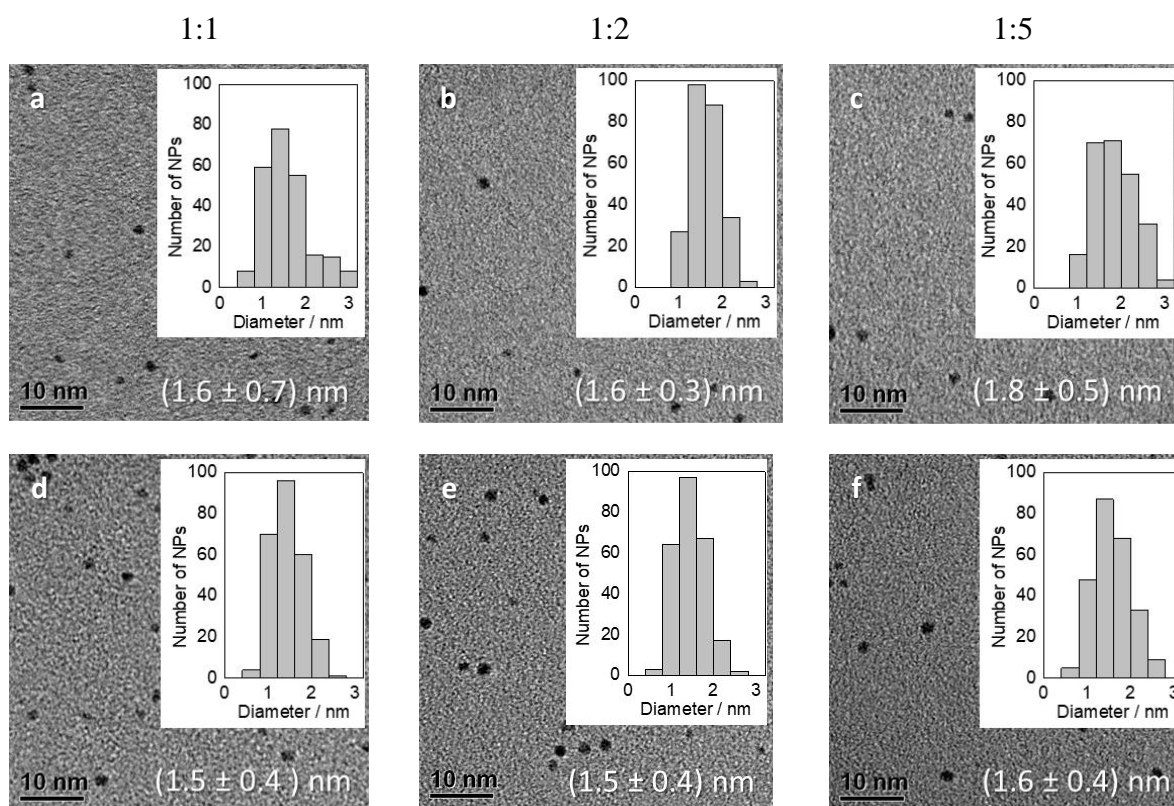 1:1
1:2
1:5
a
100
80
60
40
20
0
Number of NPs
0 1 2 3
Diameter / nm
10 nm
(1.6 ± 0.7) nm
b
100
80
60
40
20
0
Number of NPs
0 1 2 3
Diameter / nm
10 nm
(1.6 ± 0.3) nm
c
100
80
60
40
20
0
Number of NPs
0 1 2 3
Diameter / nm
10 nm
(1.8 ± 0.5) nm
d
100
80
60
40
20
0
Number of NPs
0 1 2 3
Diameter / nm
10 nm
(1.5 ± 0.4 ) nm
e
100
80
60
40
20
0
Number of NPs
0 1 2 3
Diameter / nm
10 nm
(1.5 ± 0.4) nm
f
100
80
60
40
20
0
Number of NPs
0 1 2 3
Diameter / nm
10 nm
(1.6 ± 0.4) nm